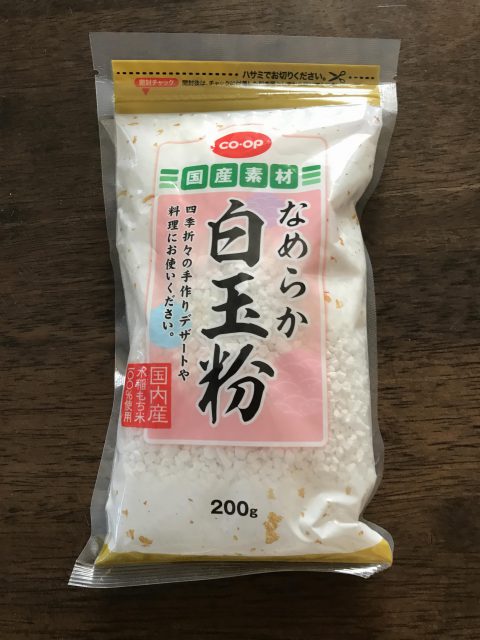 ハサミでお切りください。
密封チャック
CO·OP
国産素材
なめらか
白玉粉
四季折々の手作りデザートや
料理にお使いください。
国内産
水稲もち米
100%使用
200g